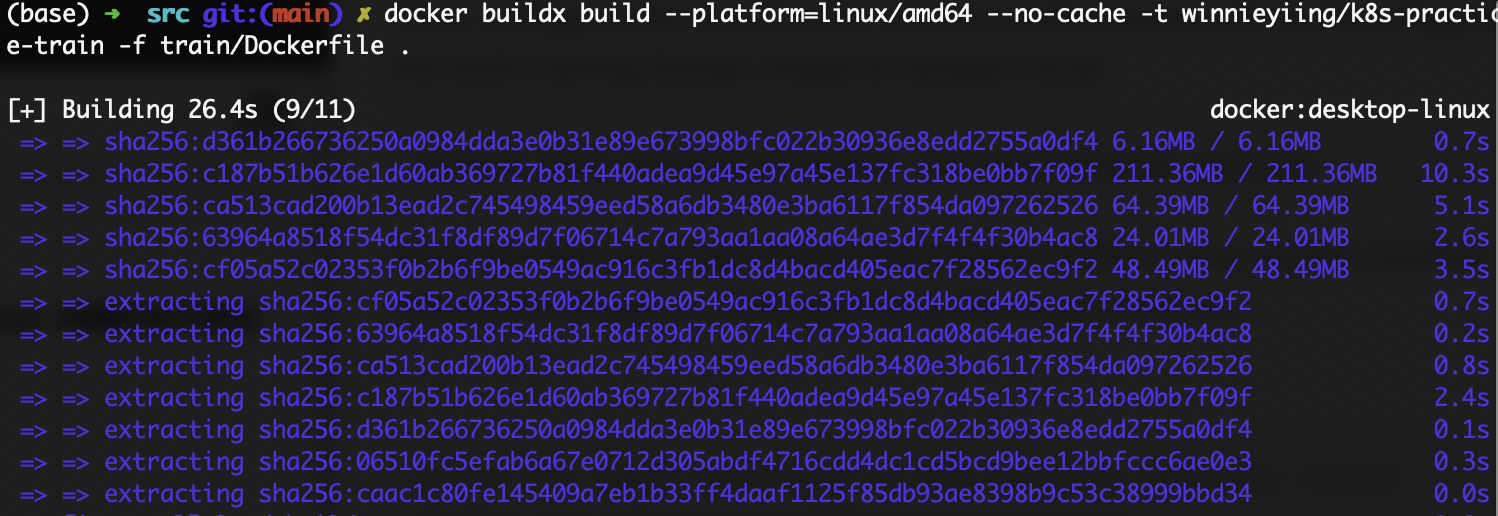 (base) → src git:(main) ✗ docker buildx build --platform=linux/amd64 --no-cache -t winnieyiing/k8s-practic
e-train -f train/Dockerfile .
[+] Building 26.4s (9/11) docker:desktop-linux
=> => sha256:d361b266736250a0984dda3e0b31e89e673998bfc022b30936e8edd2755a0df4 6.16MB / 6.16MB 0.7s
=> => sha256:c187b51b626e1d60ab369727b81f440adea9d45e97a45e137fc318be0bb7f09f 211.36MB / 211.36MB 10.3s
=> => sha256:ca513cad200b13ead2c745498459eed58a6db3480e3ba6117f854da097262526 64.39MB / 64.39MB 5.1s
=> => sha256:63964a8518f54dc31f8df89d7f06714c7a793aa1aa08a64ae3d7f4f4f30b4ac8 24.01MB / 24.01MB 2.6s
=> => sha256:cf05a52c02353f0b2b6f9be0549ac916c3fb1dc8d4bacd405eac7f28562ec9f2 48.49MB / 48.49MB 3.5s
=> => extracting sha256:cf05a52c02353f0b2b6f9be0549ac916c3fb1dc8d4bacd405eac7f28562ec9f2 0.7s
=> => extracting sha256:63964a8518f54dc31f8df89d7f06714c7a793aa1aa08a64ae3d7f4f4f30b4ac8 0.2s
=> => extracting sha256:ca513cad200b13ead2c745498459eed58a6db3480e3ba6117f854da097262526 0.8s
=> => extracting sha256:c187b51b626e1d60ab369727b81f440adea9d45e97a45e137fc318be0bb7f09f 2.4s
=> => extracting sha256:d361b266736250a0984dda3e0b31e89e673998bfc022b30936e8edd2755a0df4 0.1s
=> => extracting sha256:06510fc5efab6a67e0712d305abdf4716cdd4dc1cd5bcd9bee12bbfccc6ae0e3 0.3s
=> => extracting sha256:caac1c80fe145409a7eb1b33ff4daaf1125f85db93ae8398b9c53c38999bbd34 0.0s